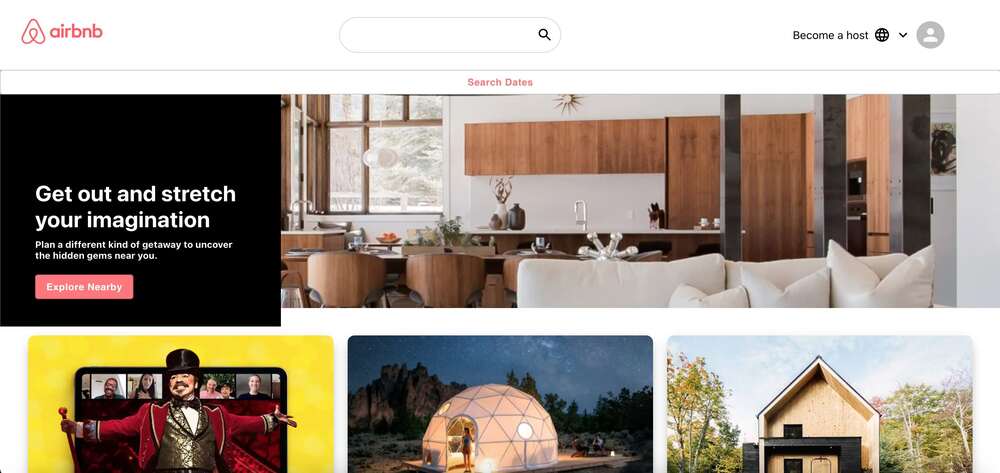 airbnb
Become a host
Search Dates
Get out and stretch
your imagination
Plan a different kind of getaway to uncover
the hidden gems near you.
Explore Nearby